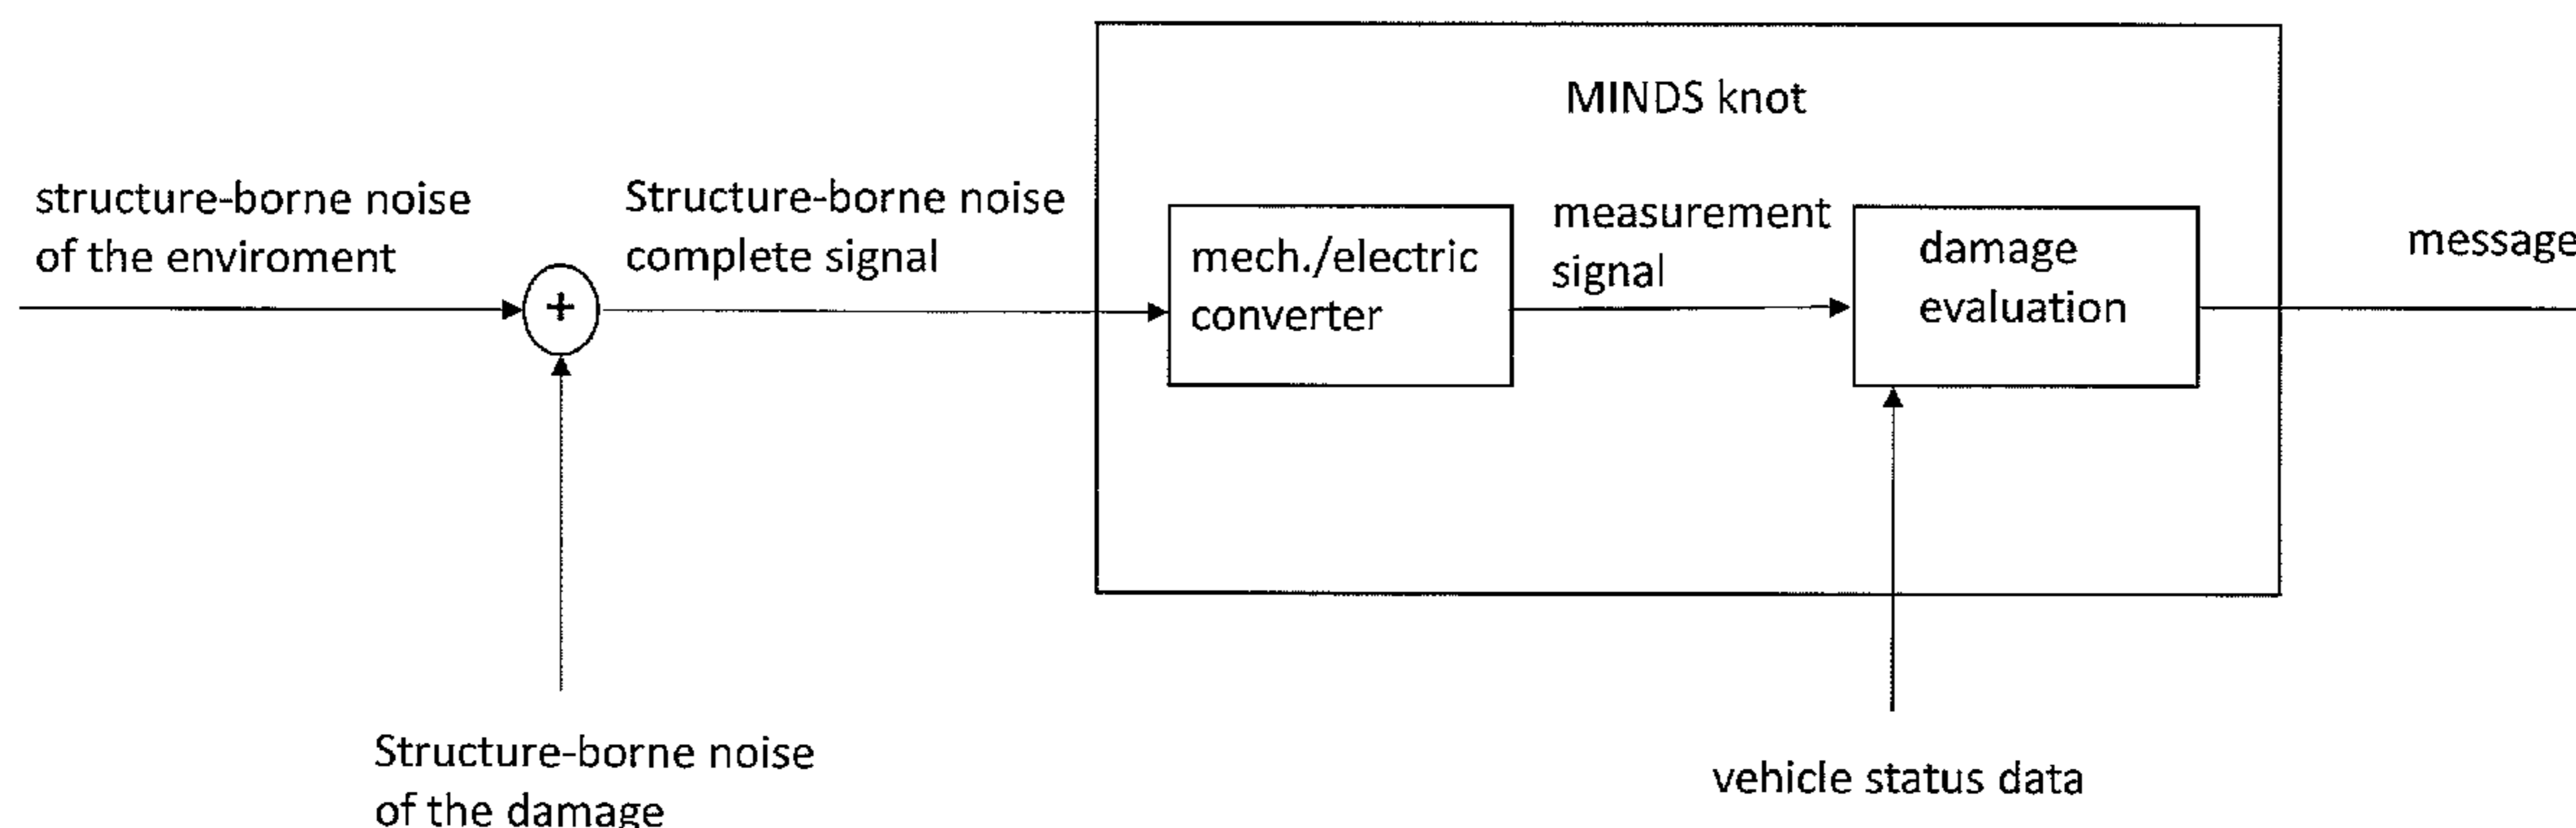 MINDS knot
structure-borne noise
of the enviroment
Structure-borne noise
complete signal
+
mech./electric
converter
measurement
signal
damage
evaluation
message
Structure-borne noise
of the damage
vehicle status data